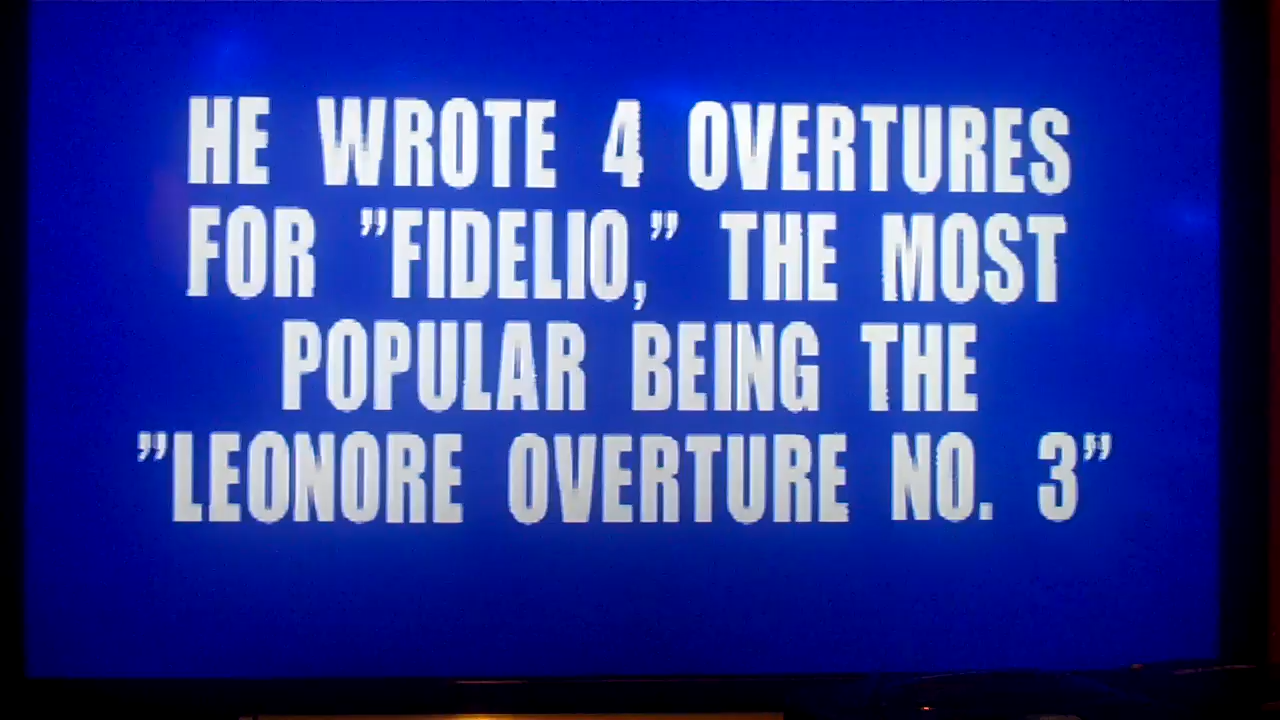 HE WROTE 4 OVERTURES
FOR "FIDELIO," THE MOST
POPULAR BEING THE
"LEONORE OVERTURE NO. 3"